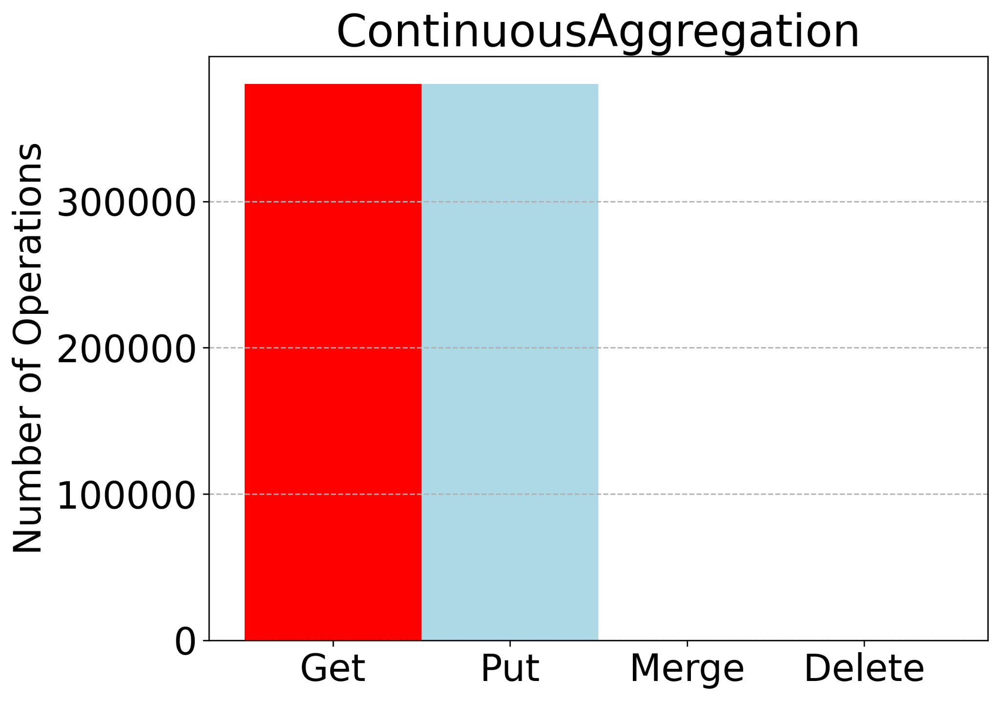 ContinuousAggregation
Number of Operations
300000
200000
100000
0
Get Put Merge Delete